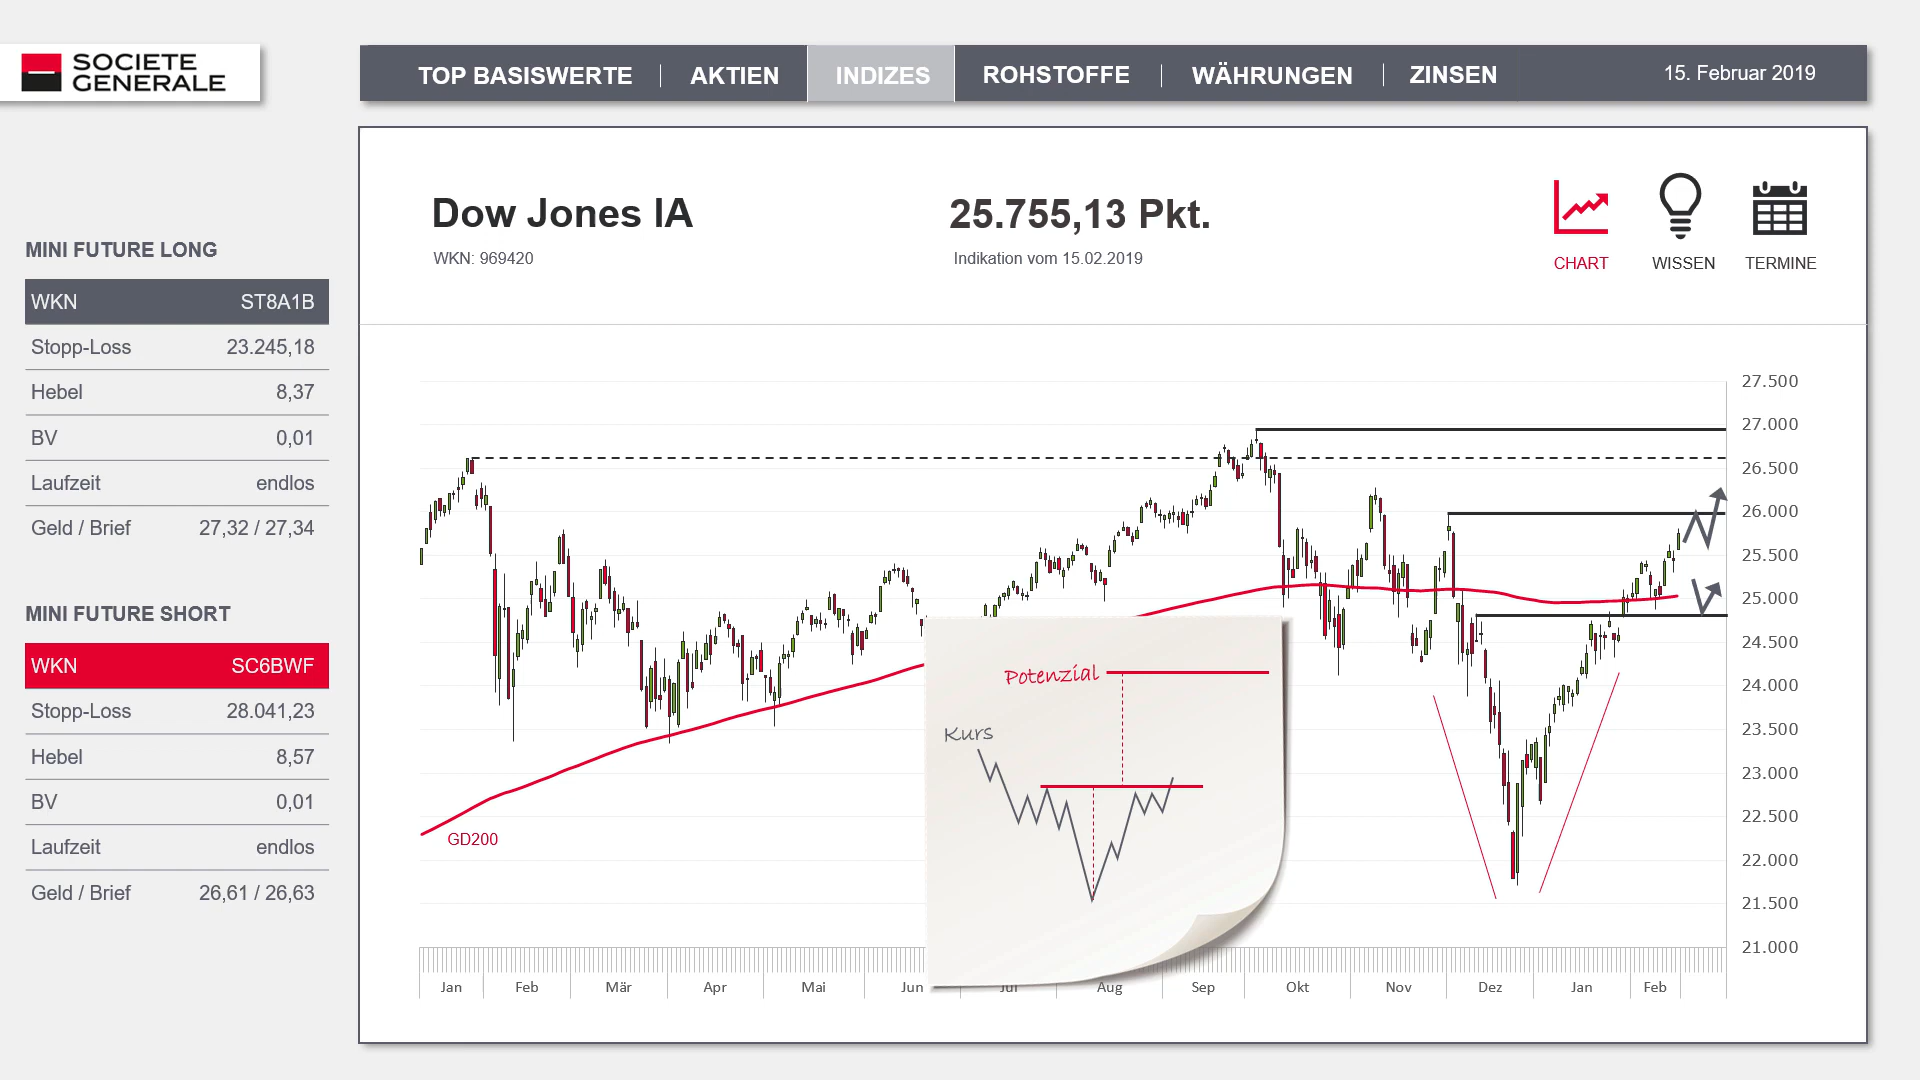 SOCIETE
GENERALE
TOP BASISWERTE
AKTIEN
INDIZES
ROHSTOFFE
WÄHRUNGEN
ZINSEN
15. Februar 2019
Dow Jones IA
WKN: 969420
25.755,13 Pkt.
Indikation vom 15.02.2019
CHART
WISSEN
TERMINE
MINI FUTURE LONG
WKN ST8A1B
Stopp-Loss 23.245,18
Hebel 8,37
BV 0,01
Laufzeit endlos
Geld / Brief 27,32 / 27,34
MINI FUTURE SHORT
WKN SC6BWF
Stopp-Loss 28.041,23
Hebel 8,57
BV 0,01
Laufzeit endlos
Geld / Brief 26,61 / 26,63
27.500
27.000
26.500
26.000
25.500
25.000
24.500
24.000
23.500
23.000
22.500
22.000
21.500
21.000
GD200
Potenzial
Kurs
Jan Feb Mär Apr Mai Jun Jul Aug Sep Okt Nov Dez Jan Feb